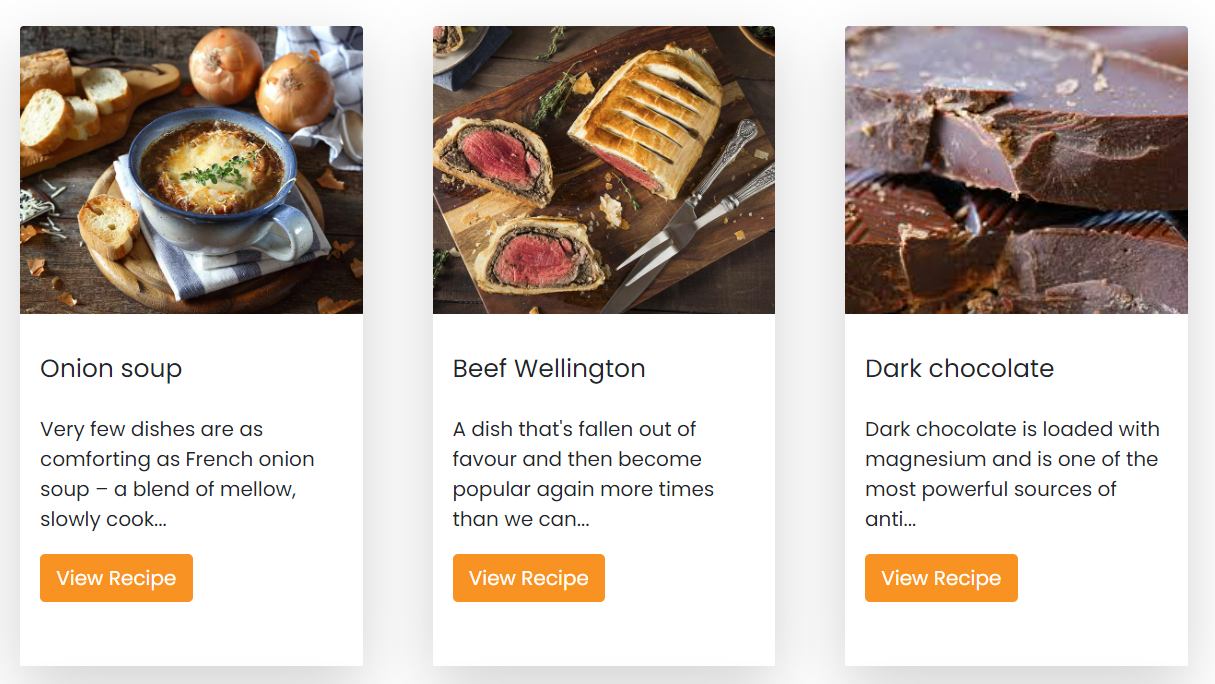 Onion soup
Very few dishes are as
comforting as French onion
soup – a blend of mellow,
slowly cook...
View Recipe
Beef Wellington
A dish that's fallen out of
favour and then become
popular again more times
than we can...
View Recipe
Dark chocolate
Dark chocolate is loaded with
magnesium and is one of the
most powerful sources of
anti...
View Recipe